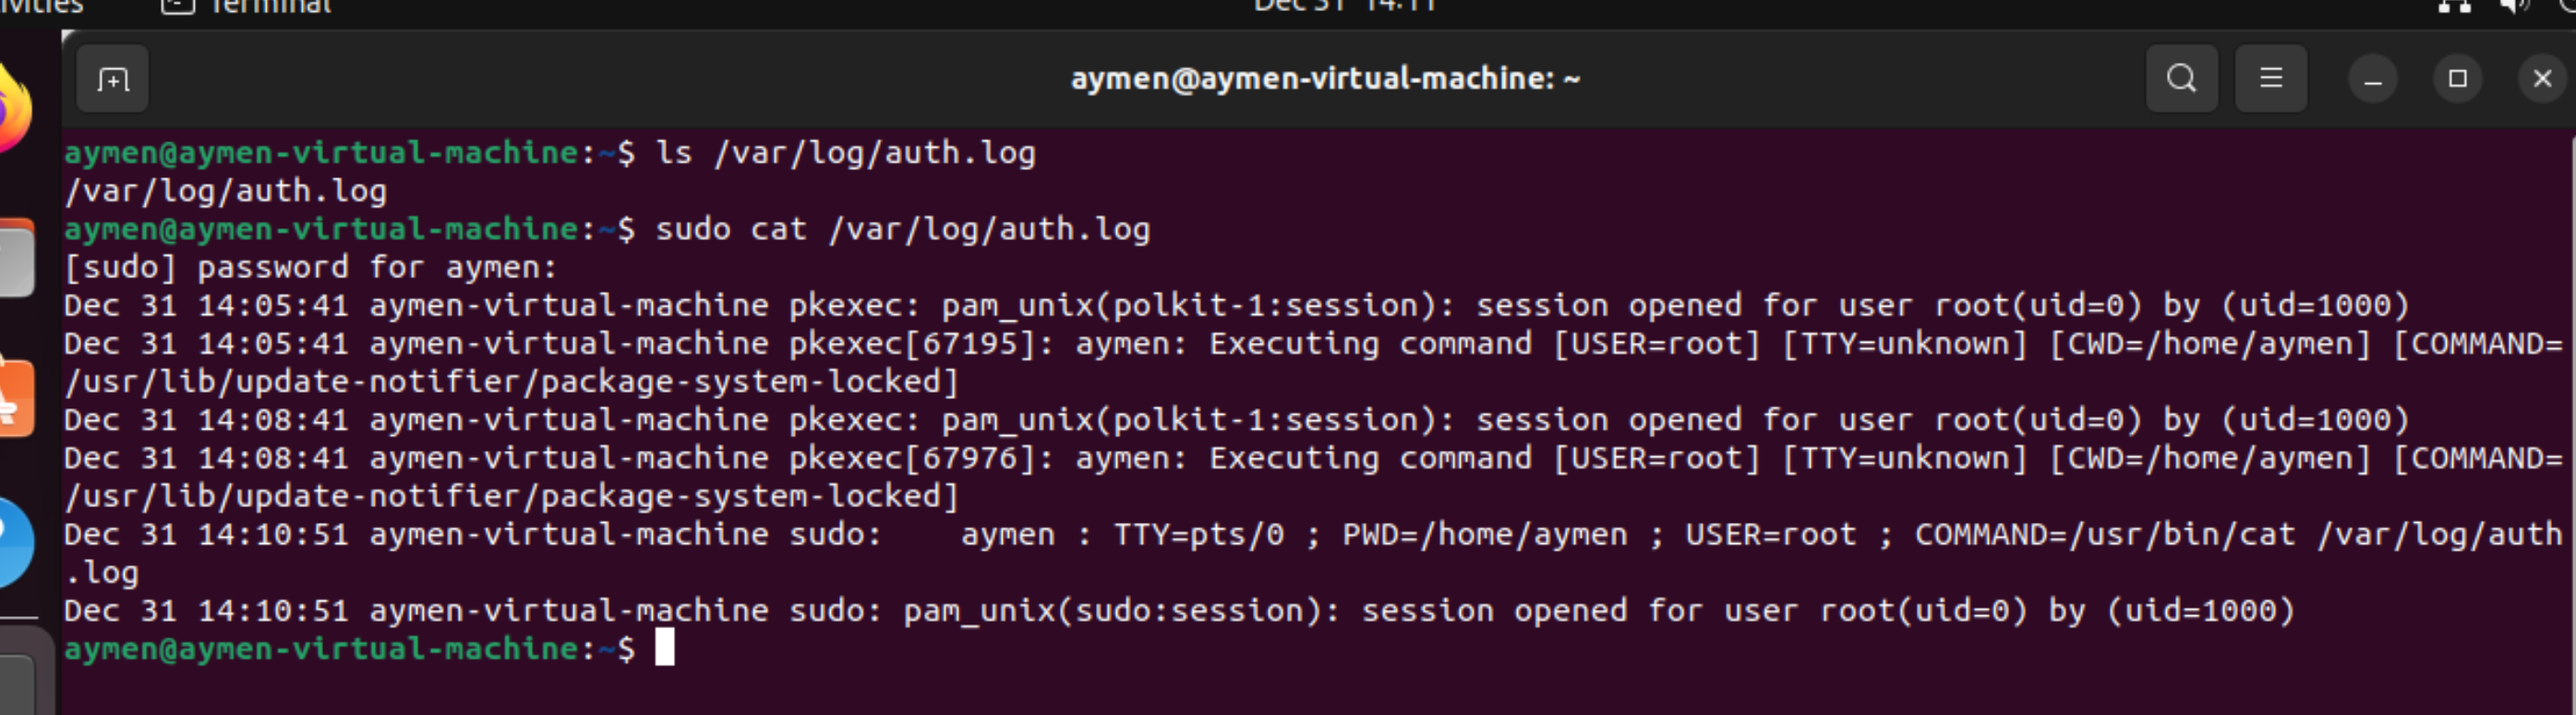 Terminal
Dec 31 14:11
aymen@aymen-virtual-machine: ~
aymen@aymen-virtual-machine:~$ ls /var/log/auth.log
/var/log/auth.log
aymen@aymen-virtual-machine:~$ sudo cat /var/log/auth.log
[sudo] password for aymen:
Dec 31 14:05:41 aymen-virtual-machine pkexec: pam_unix(polkit-1:session): session opened for user root(uid=0) by (uid=1000)
Dec 31 14:05:41 aymen-virtual-machine pkexec[67195]: aymen: Executing command [USER=root] [TTY=unknown] [CWD=/home/aymen] [COMMAND=
/usr/lib/update-notifier/package-system-locked]
Dec 31 14:08:41 aymen-virtual-machine pkexec: pam_unix(polkit-1:session): session opened for user root(uid=0) by (uid=1000)
Dec 31 14:08:41 aymen-virtual-machine pkexec[67976]: aymen: Executing command [USER=root] [TTY=unknown] [CWD=/home/aymen] [COMMAND=
/usr/lib/update-notifier/package-system-locked]
Dec 31 14:10:51 aymen-virtual-machine sudo:    aymen : TTY=pts/0 ; PWD=/home/aymen ; USER=root ; COMMAND=/usr/bin/cat /var/log/auth
.log
Dec 31 14:10:51 aymen-virtual-machine sudo: pam_unix(sudo:session): session opened for user root(uid=0) by (uid=1000)
aymen@aymen-virtual-machine:~$